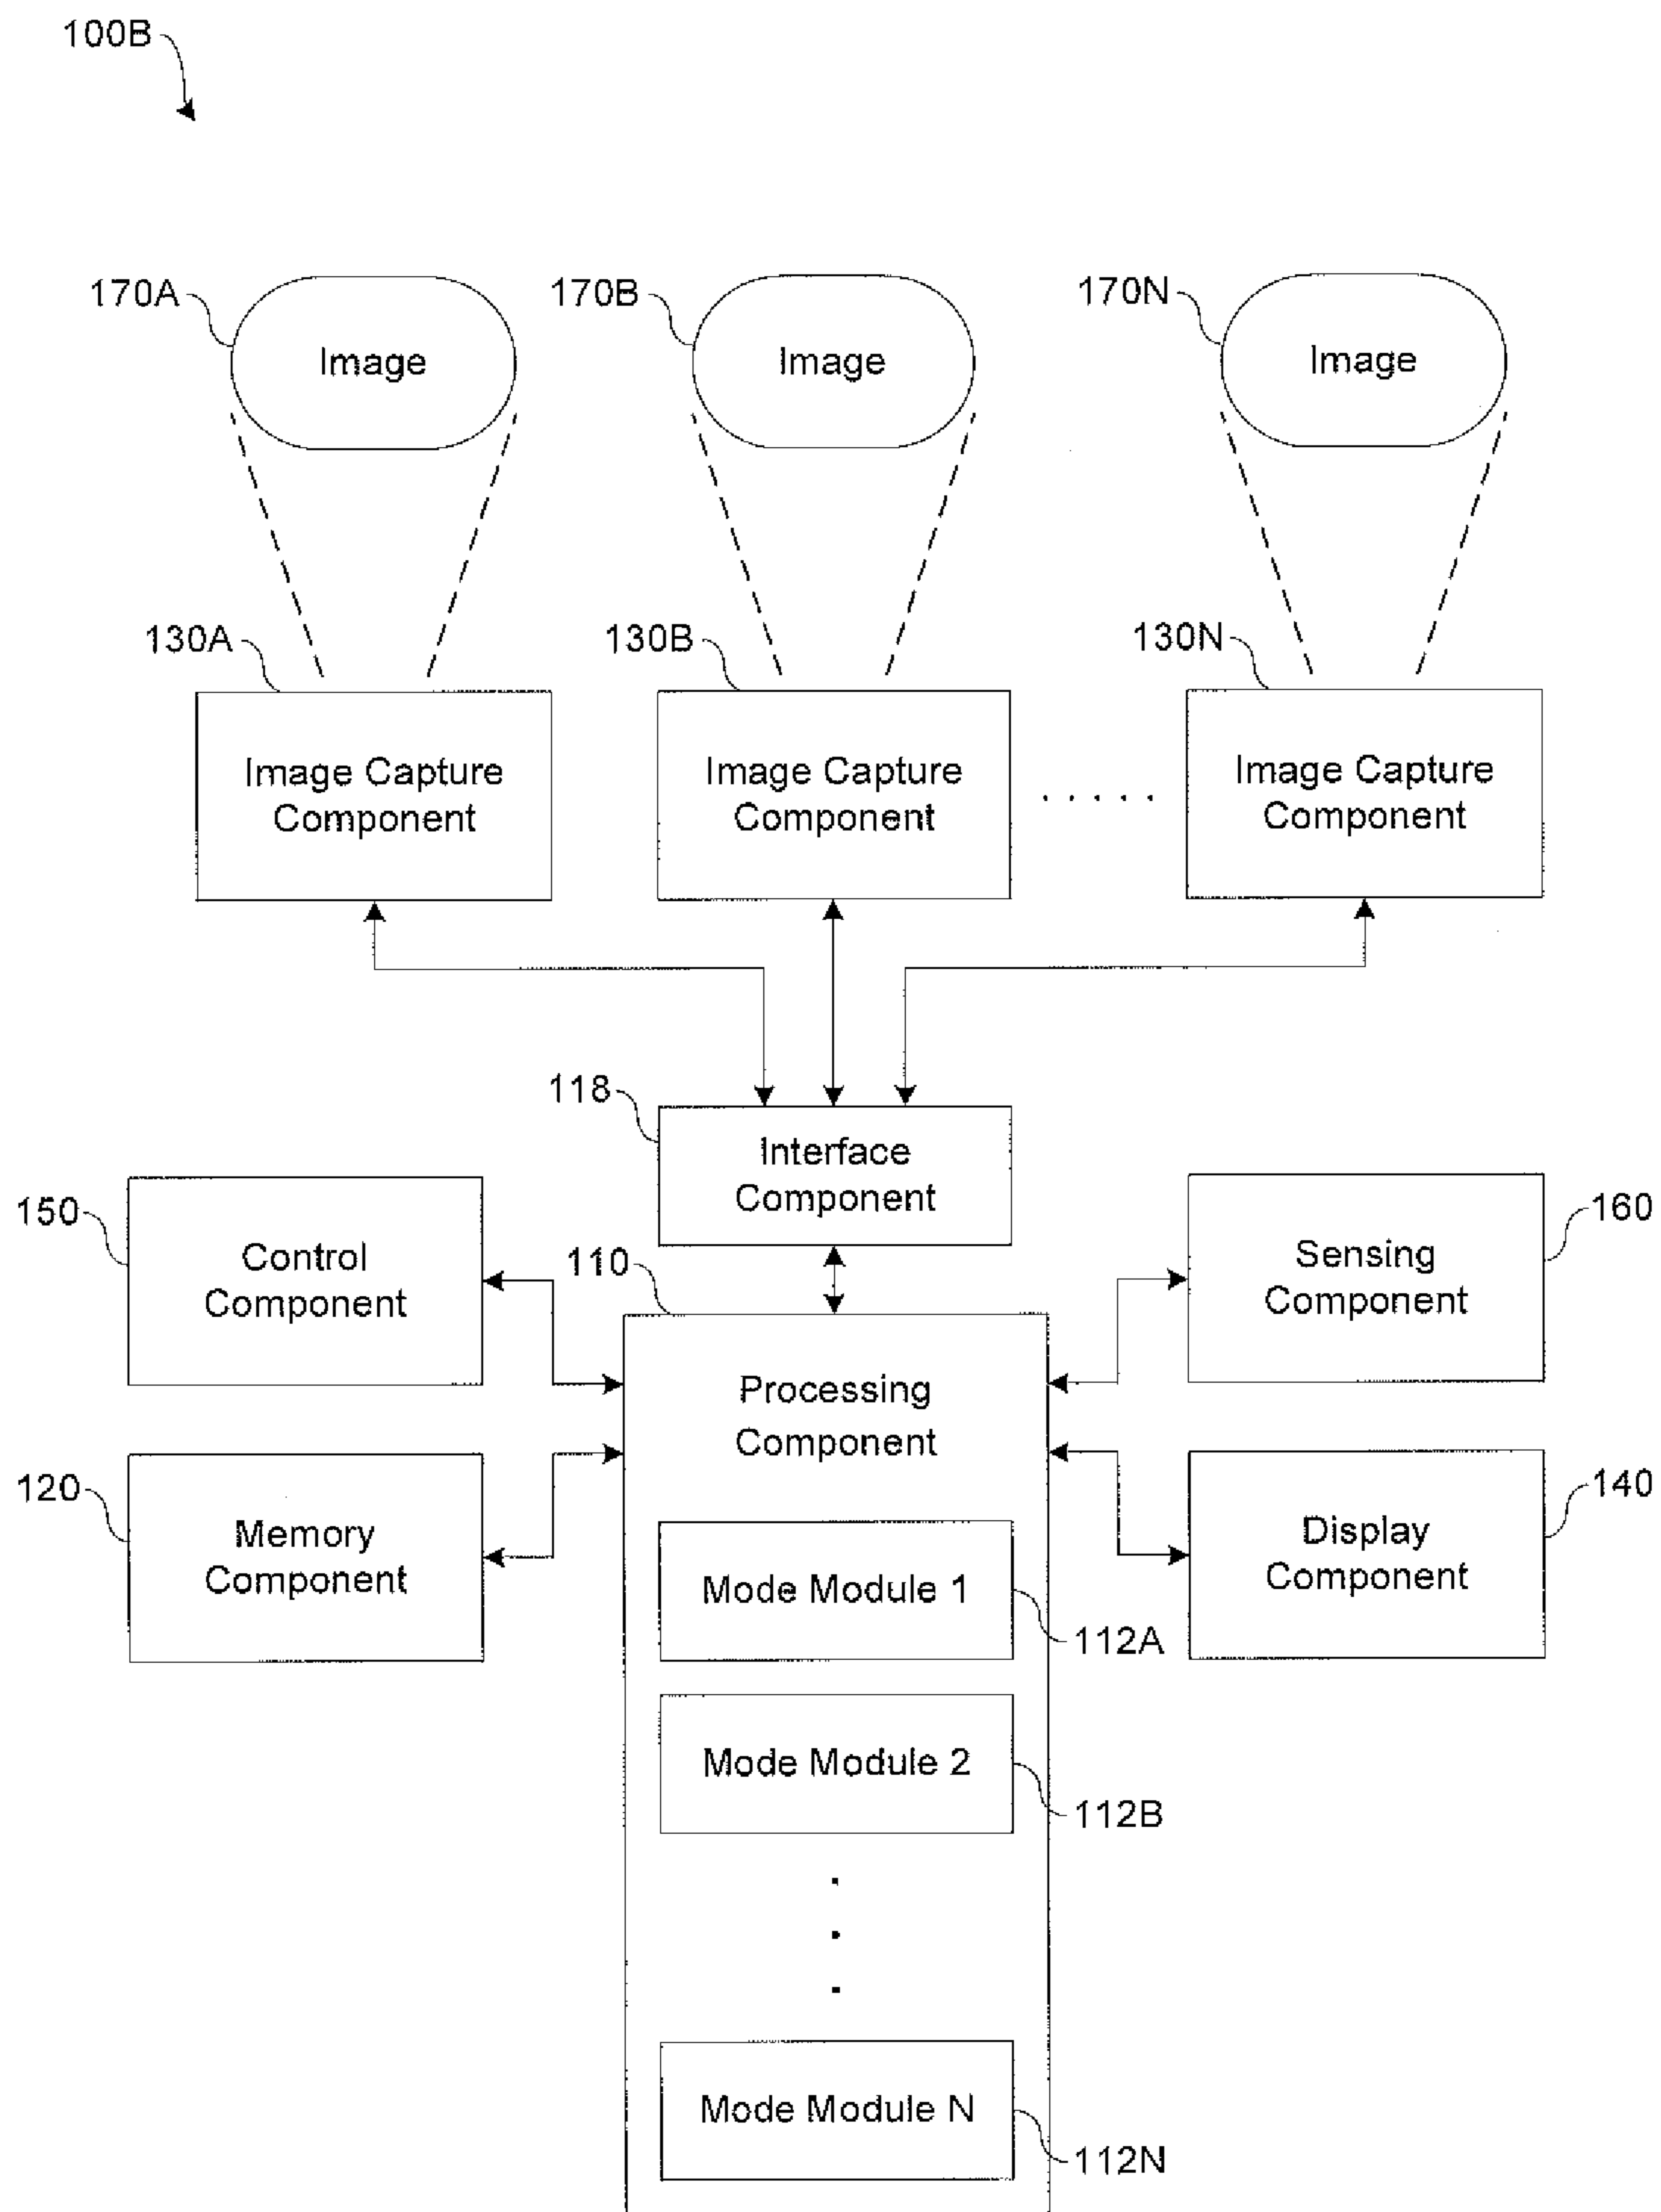 100B
170A
170B
170N
Image
Image
Image
130A
130B
130N
Image Capture
Component
Image Capture
Component
. . . . .
Image Capture
Component
118
Interface
Component
150
Control
Component
110
160
Sensing
Component
Processing
Component
120
Memory
Component
140
Display
Component
Mode Module 1
112A
Mode Module 2
112B
Mode Module N
112N